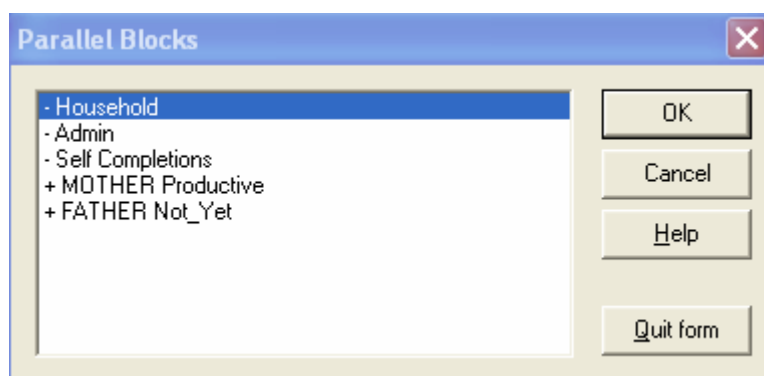 Parallel Blocks
- Household
- Admin
- Self Completions
+ MOTHER Productive
+ FATHER Not_Yet
OK
Cancel
Help
Quit form